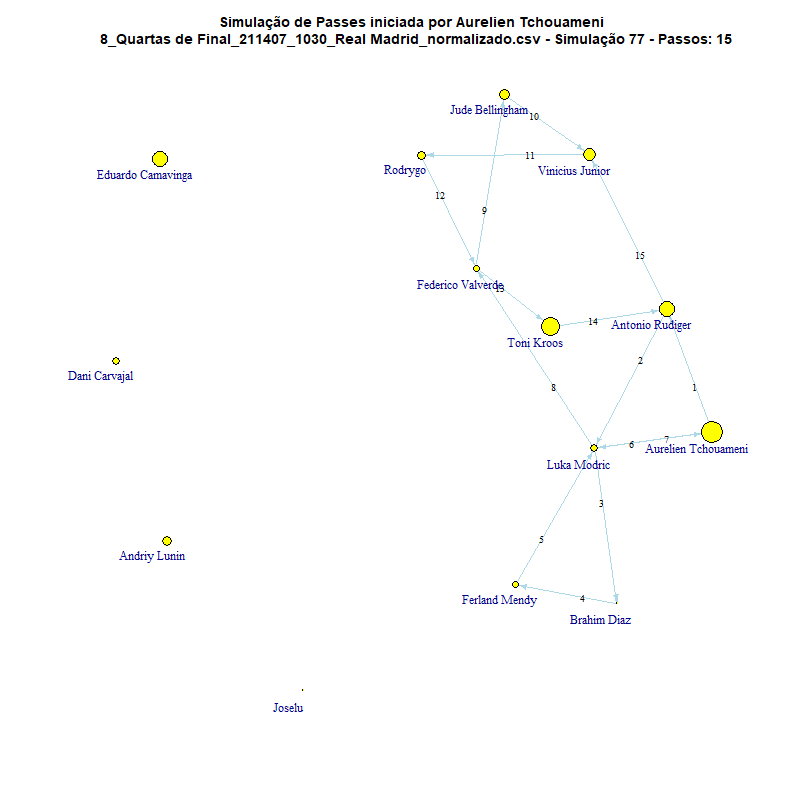 Simulação de Passes iniciada por Aurelien Tchouameni
8_Quartas de Final_211407_1030_Real Madrid_normalizado.csv - Simulação 77 - Passos: 15
Jude Bellingham
10
11
Vinicius Junior
Rodrygo
Eduardo Camavinga
12
9
15
Federico Valverde
13
14
Antonio Rudiger
Toni Kroos
2
Dani Carvajal
8
1
6
7
Aurelien Tchouameni
Luka Modric
3
5
Andriy Lunin
4
Ferland Mendy
Brahim Diaz
Joselu